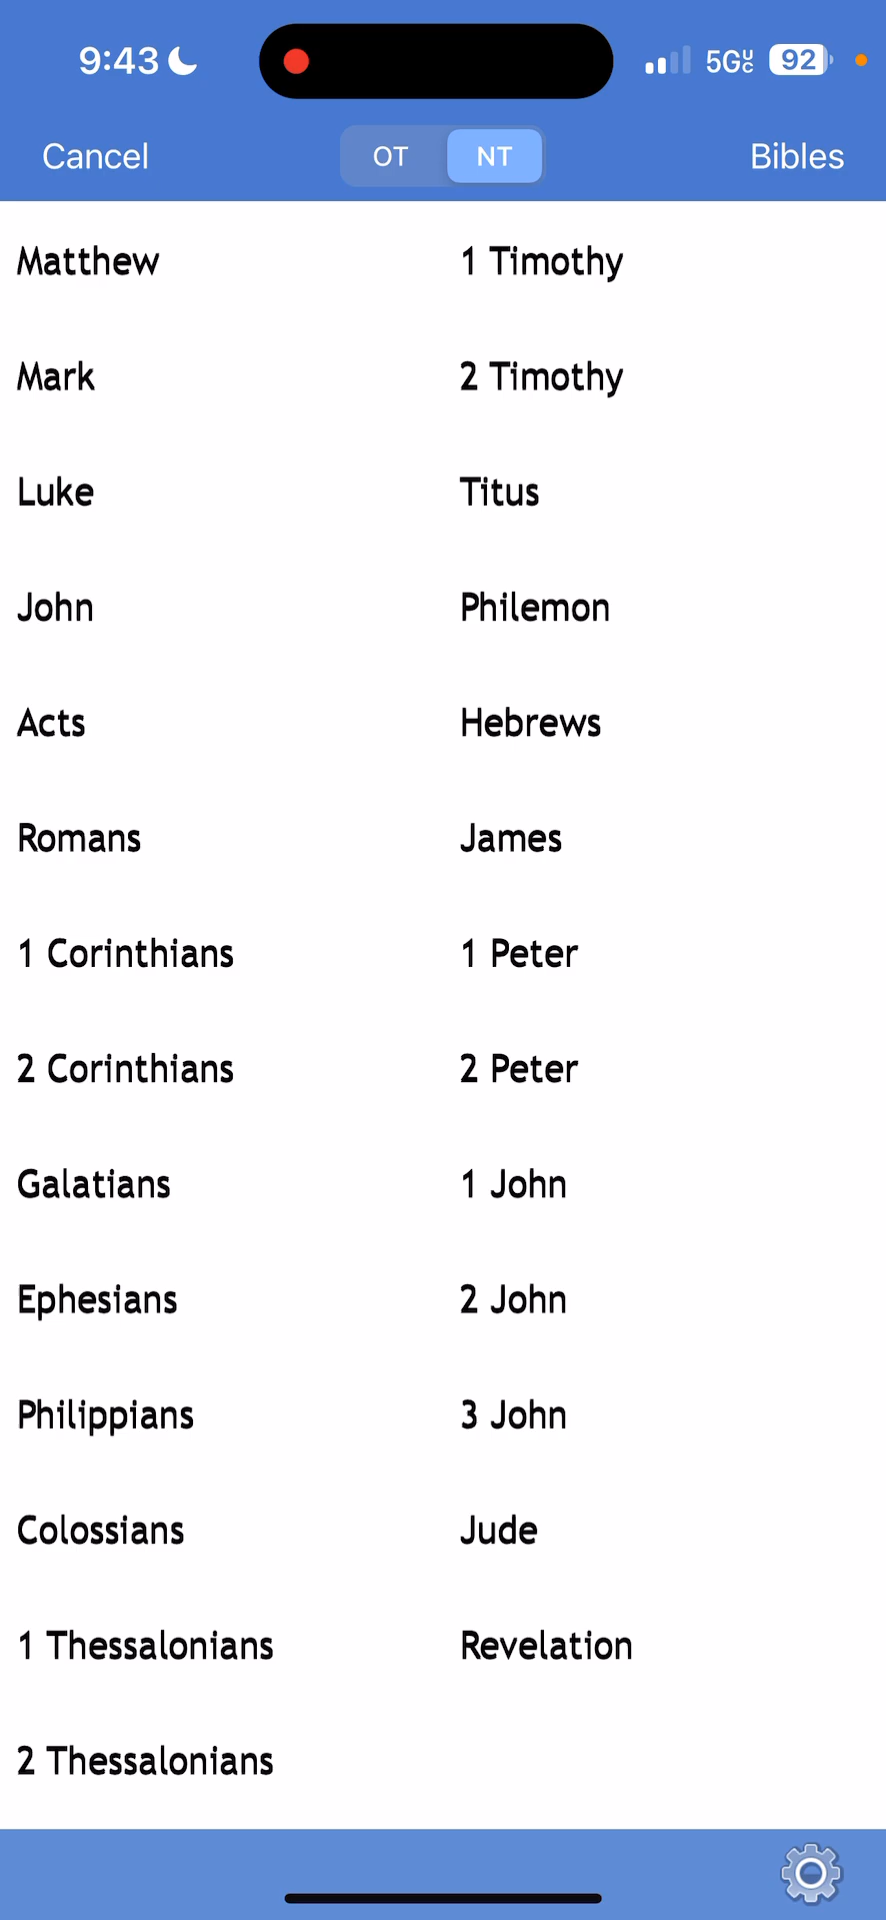 9:43 5GUC 92
Cancel OT NT Bibles
Matthew 1 Timothy
Mark 2 Timothy
Luke Titus
John Philemon
Acts Hebrews
Romans James
1 Corinthians 1 Peter
2 Corinthians 2 Peter
Galatians 1 John
Ephesians 2 John
Philippians 3 John
Colossians Jude
1 Thessalonians Revelation
2 Thessalonians